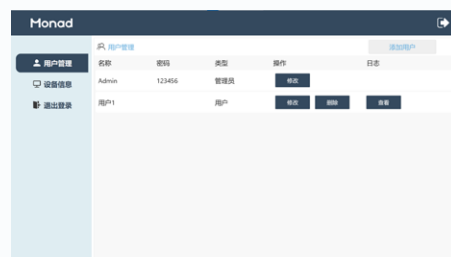 Monad
用户管理
添加用户
用户管理
设备信息
退出登录
名称 密码 类型 操作 日志
Admin 123456 管理员 修改
用户1 用户 修改 删除 查看